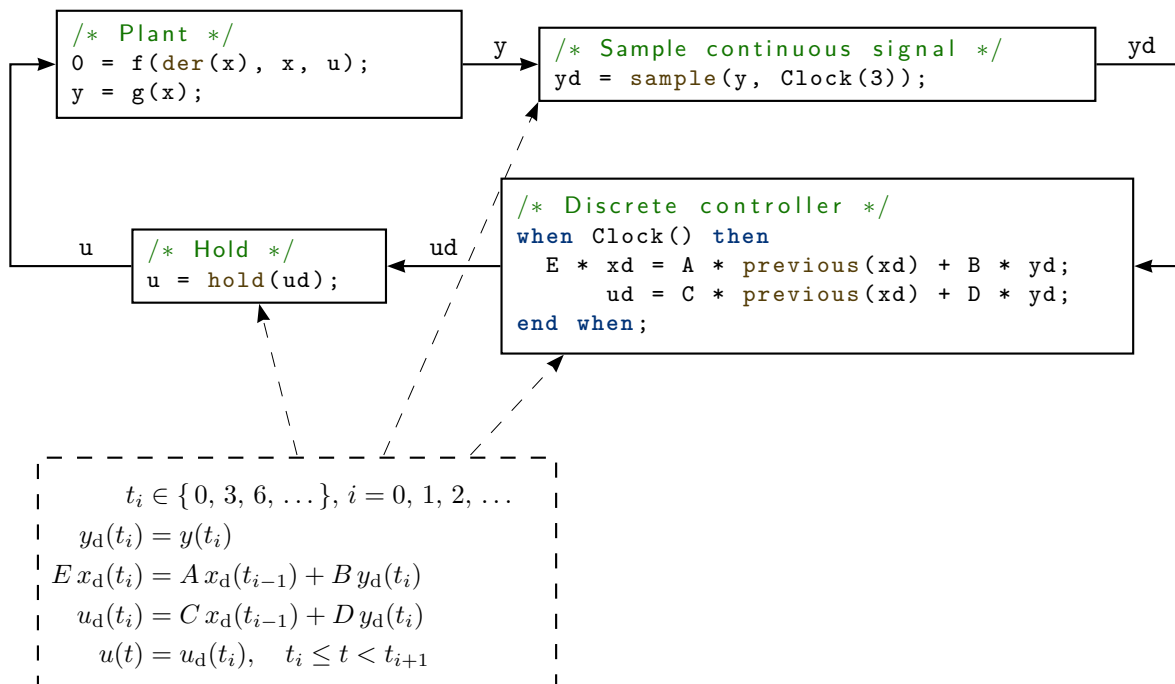 /* Plant */
0 = f(der(x), x, u);
y = g(x);
y
/* Sample continuous signal */
yd = sample(y, Clock(3));
yd
/* Discrete controller */
when Clock() then
E * xd = A * previous(xd) + B * yd;
ud = C * previous(xd) + D * yd;
end when;
ud
/* Hold */
u = hold(ud);
u
t_i ∈ { 0, 3, 6, … }, i = 0, 1, 2, …
y_d(t_i) = y(t_i)
E x_d(t_i) = A x_d(t_{i−1}) + B y_d(t_i)
u_d(t_i) = C x_d(t_{i−1}) + D y_d(t_i)
u(t) = u_d(t_i), t_i ≤ t < t_{i+1}